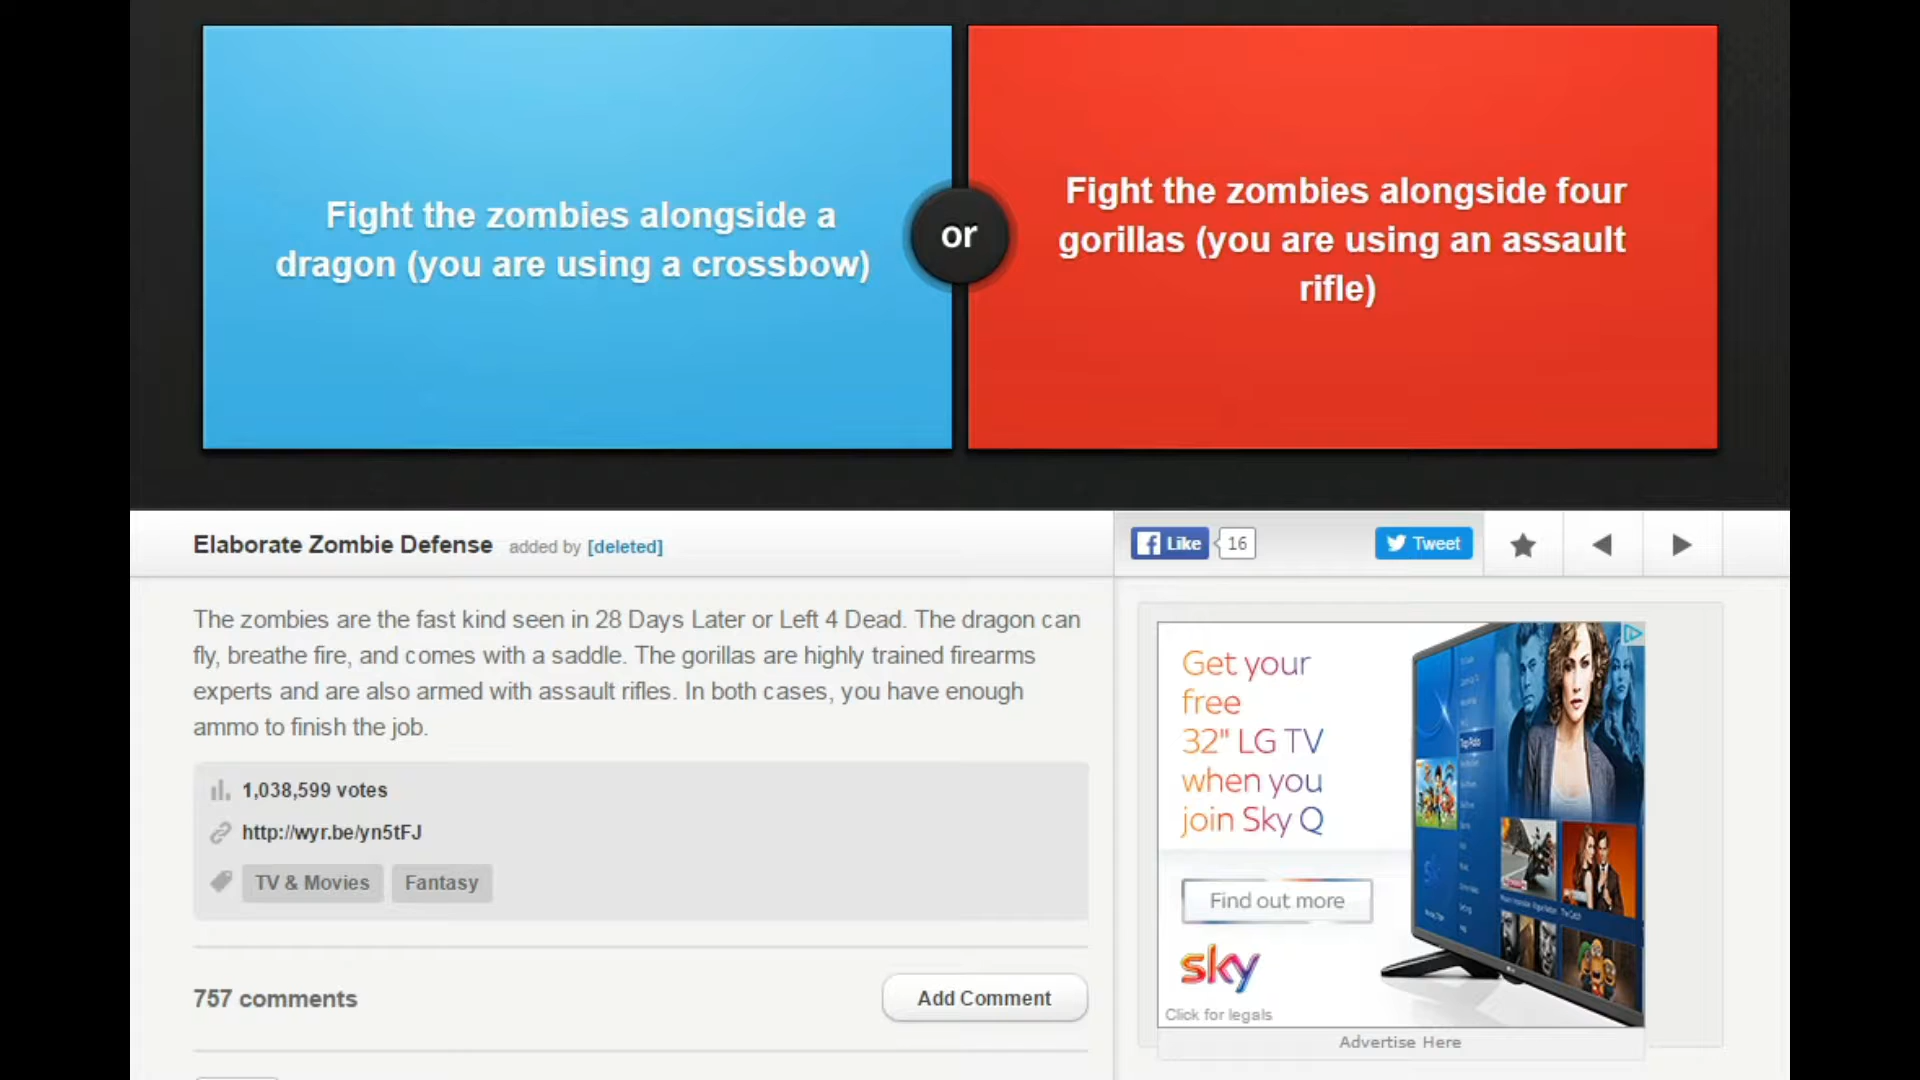 Fight the zombies alongside a
dragon (you are using a crossbow)
or
Fight the zombies alongside four
gorillas (you are using an assault
rifle)
Elaborate Zombie Defense added by [deleted]
Like 16
Tweet
The zombies are the fast kind seen in 28 Days Later or Left 4 Dead. The dragon can
fly, breathe fire, and comes with a saddle. The gorillas are highly trained firearms
experts and are also armed with assault rifles. In both cases, you have enough
ammo to finish the job.
1,038,599 votes
http://wyr.be/yn5tFJ
TV & Movies Fantasy
757 comments
Add Comment
Get your
free
32" LG TV
when you
join Sky Q
Find out more
sky
Click for legals
Top Picks
Advertise Here